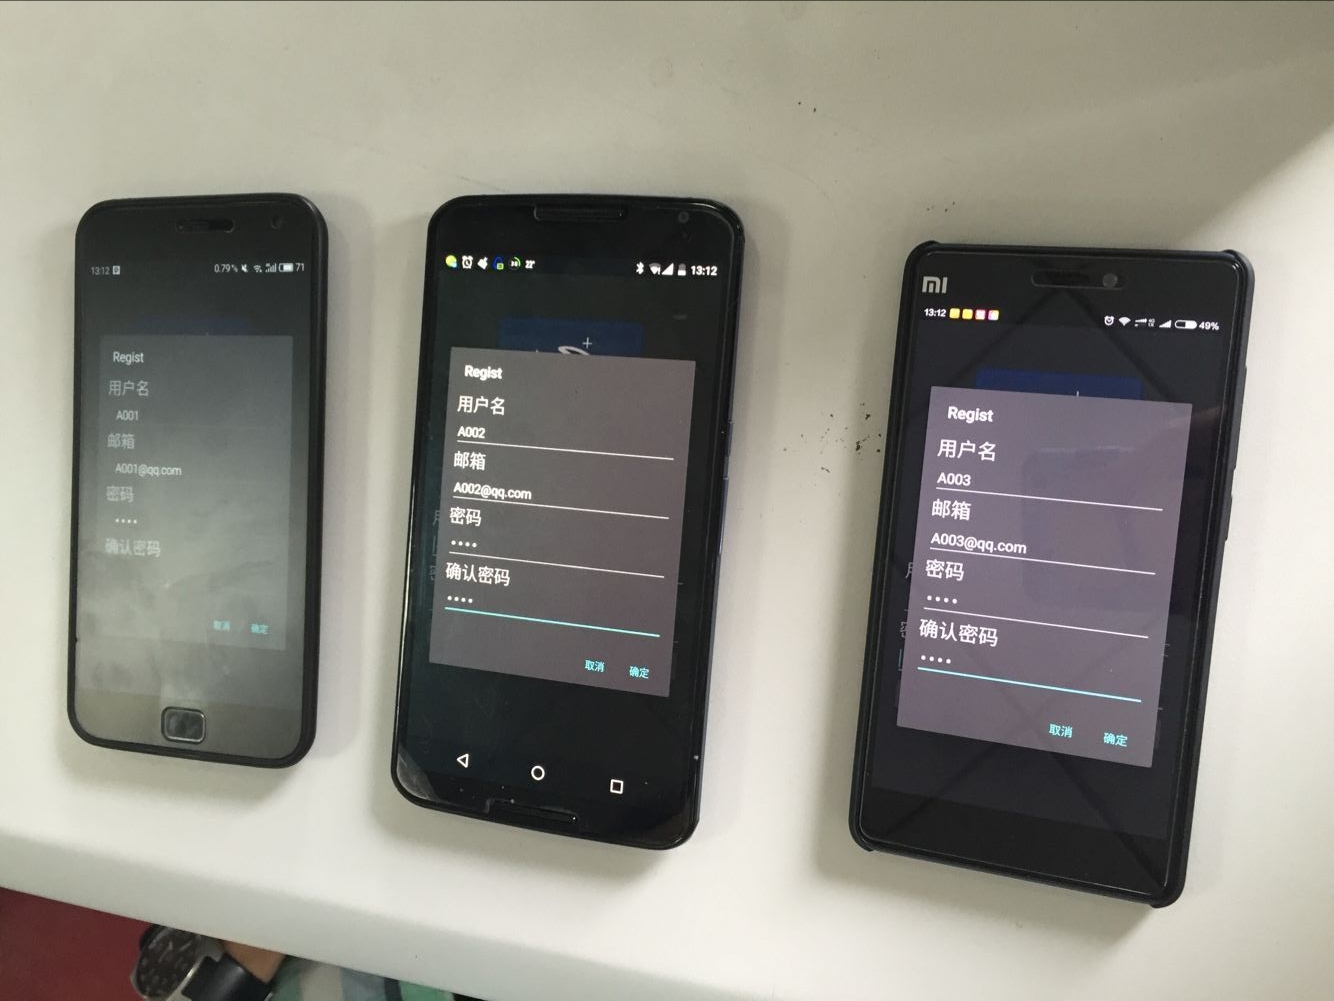 13:12
0.79% 71
Regist
用户名
A001
邮箱
A001@qq.com
密码
确认密码
取消 确定
22° 13:12
Regist
用户名
A002
邮箱
A002@qq.com
密码
确认密码
取消 确定
MI
13:12 49%
Regist
用户名
A003
邮箱
A003@qq.com
密码
确认密码
取消 确定